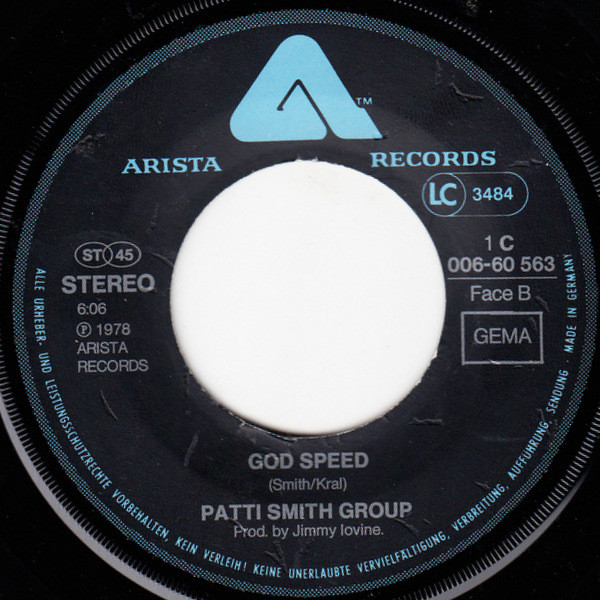 TM
ARISTA RECORDS
LC 3484
ST 45
STEREO
6:06
Ⓟ 1978
ARISTA
RECORDS
1 C
006-60 563
Face B
GEMA
GOD SPEED
(Smith/Kral)
PATTI SMITH GROUP
Prod. by Jimmy Iovine.
ALLE URHEBER- UND LEISTUNGSSCHUTZRECHTE VORBEHALTEN, KEIN VERLEIH! KEINE UNERLAUBTE VERVIELFÄLTIGUNG, VERBREITUNG, AUFFÜHRUNG, SENDUNG · MADE IN GERMANY